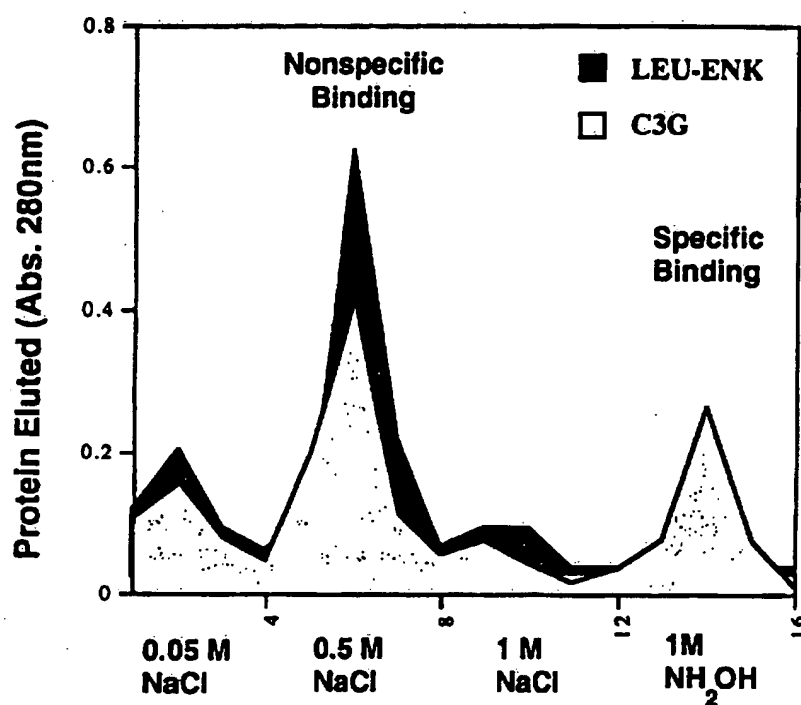 Protein Eluted (Abs. 280nm)
0.8
0.6
0.4
0.2
0
Nonspecific
Binding
LEU-ENK
C3G
Specific
Binding
4
8
12
16
0.05 M
NaCl
0.5 M
NaCl
1 M
NaCl
1M
NH2OH